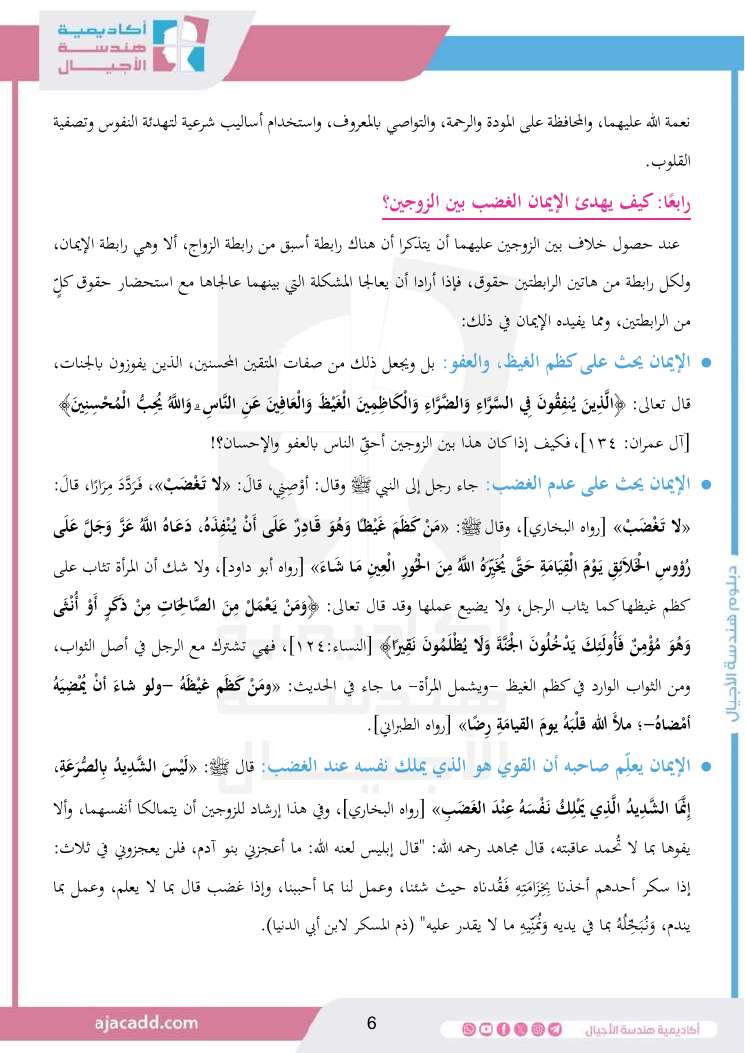 أكاديمية
هندسة
الأجيال
نعمة الله عليهما، والمحافظة على المودة والرحمة، والتواصي بالمعروف، واستخدام أساليب شرعية لتهدئة النفوس وتصفية
القلوب.
رابعًا: كيف يهدئ الإيمان الغضب بين الزوجين؟
عند حصول خلاف بين الزوجين عليهما أن يتذكرا أن هناك رابطة أسبق من رابطة الزواج، ألا وهي رابطة الإيمان،
ولكل رابطة من هاتين الرابطتين حقوق، فإذا أرادا أن يعالجا المشكلة التي بينهما عالجاها مع استحضار حقوق كلٍّ
من الرابطتين، ومما يفيده الإيمان في ذلك:
• الإيمان يحث على كظم الغيظ، والعفو: بل ويجعل ذلك من صفات المتقين المحسنين، الذين يفوزون بالجنات،
قال تعالى: ﴿الَّذِينَ يُنفِقُونَ فِي السَّرَّاءِ وَالضَّرَّاءِ وَالْكَاظِمِينَ الْغَيْظَ وَالْعَافِينَ عَنِ النَّاسِ ۗ وَاللَّهُ يُحِبُّ الْمُحْسِنِينَ﴾
[آل عمران: ١٣٤]، فكيف إذا كان هذا بين الزوجين أحقّ الناس بالعفو والإحسان؟!
• الإيمان يحث على عدم الغضب: جاء رجل إلى النبي ﷺ وقال: أوْصِنِي، قالَ: «لا تَغْضَبْ»، فَرَدَّدَ مِرَارًا، قالَ:
«لا تَغْضَبْ» [رواه البخاري]، وقال ﷺ: «مَنْ كَظَمَ غَيْظًا وَهُوَ قَادِرٌ عَلَى أَنْ يُنْفِذَهُ، دَعَاهُ اللَّهُ عَزَّ وَجَلَّ عَلَى
رُؤوسِ الْخَلَائِقِ يَوْمَ الْقِيَامَةِ حَتَّى يُخَيِّرَهُ اللَّهُ مِنَ الْحُورِ الْعِينِ مَا شَاءَ» [رواه أبو داود]، ولا شك أن المرأة تثاب على
كظم غيظها كما يثاب الرجل، ولا يضيع عملها وقد قال تعالى: ﴿وَمَنْ يَعْمَلْ مِنَ الصَّالِحَاتِ مِنْ ذَكَرٍ أَوْ أُنْثَى
وَهُوَ مُؤْمِنٌ فَأُولَئِكَ يَدْخُلُونَ الْجَنَّةَ وَلَا يُظْلَمُونَ نَقِيرًا﴾ [النساء:١٢٤]، فهي تشترك مع الرجل في أصل الثواب،
ومن الثواب الوارد في كظم الغيظ –ويشمل المرأة– ما جاء في الحديث: «ومَنْ كَظَم غيْظَهُ –ولو شاءَ أنْ يُمْضِيَهُ
أمْضاهُ–؛ ملأَ الله قلْبَهُ يومَ القيامَةِ رِضًا» [رواه الطبراني].
• الإيمان يعلّم صاحبه أن القوي هو الذي يملك نفسه عند الغضب: قال ﷺ: «لَيْسَ الشَّدِيدُ بِالصُّرَعَةِ،
إِنَّمَا الشَّدِيدُ الَّذِي يَمْلِكُ نَفْسَهُ عِنْدَ الغَضَبِ» [رواه البخاري]، وفي هذا إرشاد للزوجين أن يتمالكا أنفسهما، وألا
يفوها بما لا تُحمد عاقبته، قال مجاهد رحمه الله: "قال إبليس لعنه الله: ما أعجزني بنو آدم، فلن يعجزوني في ثلاث:
إذا سكر أحدهم أخذنا بِخِزَامَتِهِ فَقُدناه حيث شئنا، وعمل لنا بما أحببنا، وإذا غضب قال بما لا يعلم، وعمل بما
يندم، وَنُبَخِّلُهُ بما في يديه وَنُمَنِّيهِ ما لا يقدر عليه" (ذم المسكر لابن أبي الدنيا).
دبلوم هندسة الأجيال
ajacadd.com
6
أكاديمية هندسة الأجيال